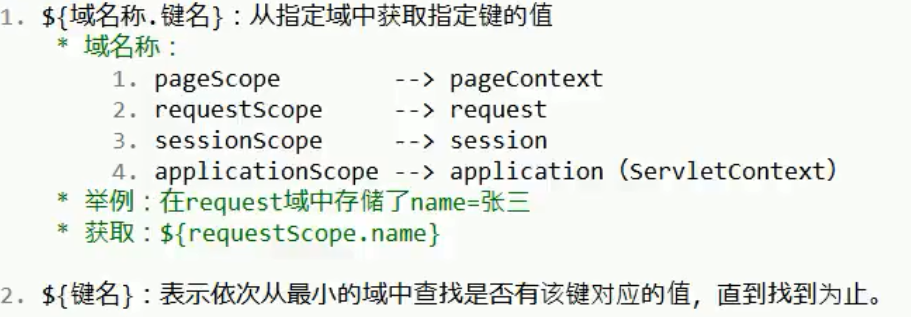 1. ${域名称.键名}：从指定域中获取指定键的值
* 域名称：
1. pageScope --> pageContext
2. requestScope --> request
3. sessionScope --> session
4. applicationScope --> application（ServletContext）
* 举例：在request域中存储了name=张三
* 获取：${requestScope.name}
2. ${键名}：表示依次从最小的域中查找是否有该键对应的值，直到找到为止。